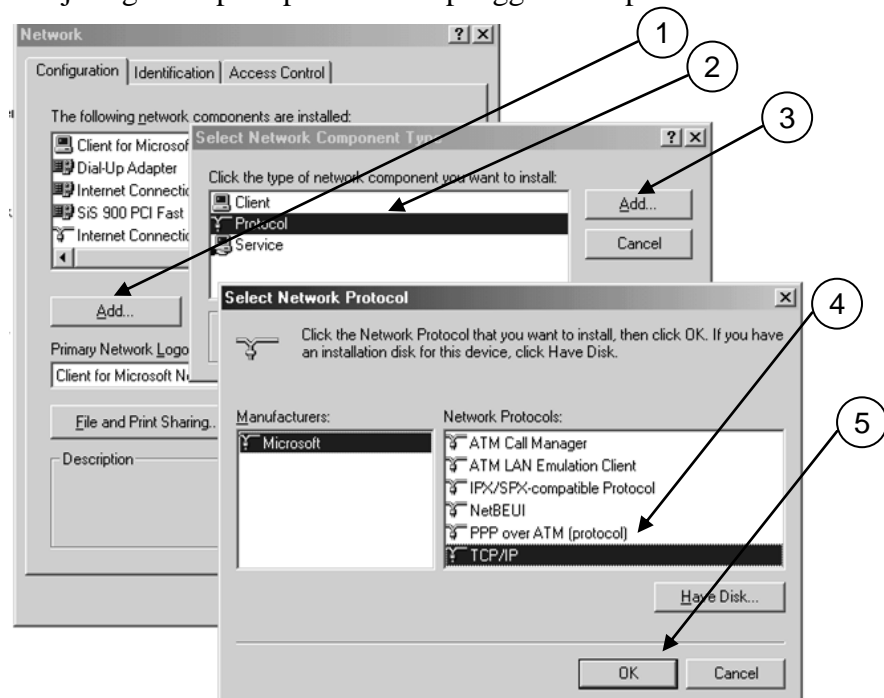 1
Network
2
Configuration Identification Access Control
3
The following network components are installed:
Client for Microsof
Select Network Component Type
Dial-Up Adapter
Click the type of network component you want to install:
Internet Connectic
Client
Add...
SiS 900 PCI Fast
Protocol
Internet Connectic
Service
Cancel
Select Network Protocol
4
Add...
Click the Network Protocol that you want to install, then click OK. If you have
an installation disk for this device, click Have Disk.
Primary Network Logo
Client for Microsoft N
5
File and Print Sharing..
Manufacturers:
Network Protocols:
Microsoft
ATM Call Manager
ATM LAN Emulation Client
IPX/SPX-compatible Protocol
NetBEUI
PPP over ATM (protocol)
TCP/IP
Description
Have Disk...
OK
Cancel